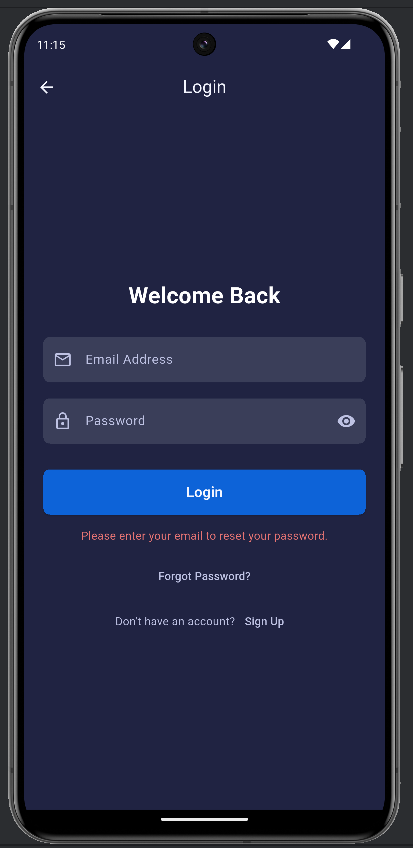 11:15
Login
Welcome Back
Email Address
Password
Login
Please enter your email to reset your password.
Forgot Password?
Don't have an account? Sign Up